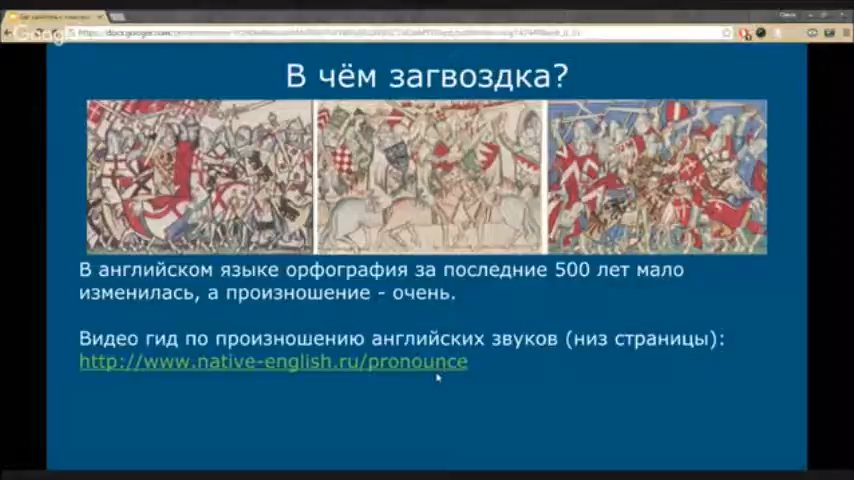 В чём загвоздка?
В английском языке орфография за последние 500 лет мало
изменилась, а произношение - очень.
Видео гид по произношению английских звуков (низ страницы):
http://www.native-english.ru/pronounce